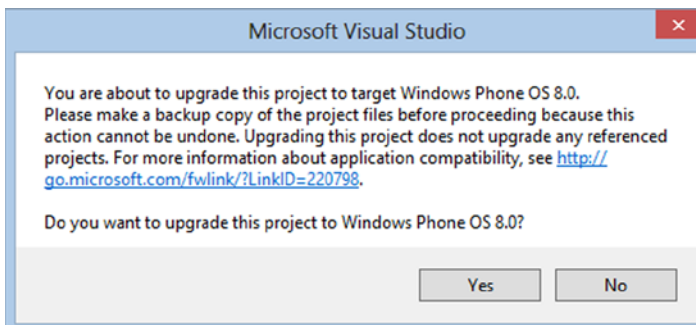 Microsoft Visual Studio
You are about to upgrade this project to target Windows Phone OS 8.0.
Please make a backup copy of the project files before proceeding because this
action cannot be undone. Upgrading this project does not upgrade any referenced
projects. For more information about application compatibility, see http://
go.microsoft.com/fwlink/?LinkID=220798.
Do you want to upgrade this project to Windows Phone OS 8.0?
Yes No